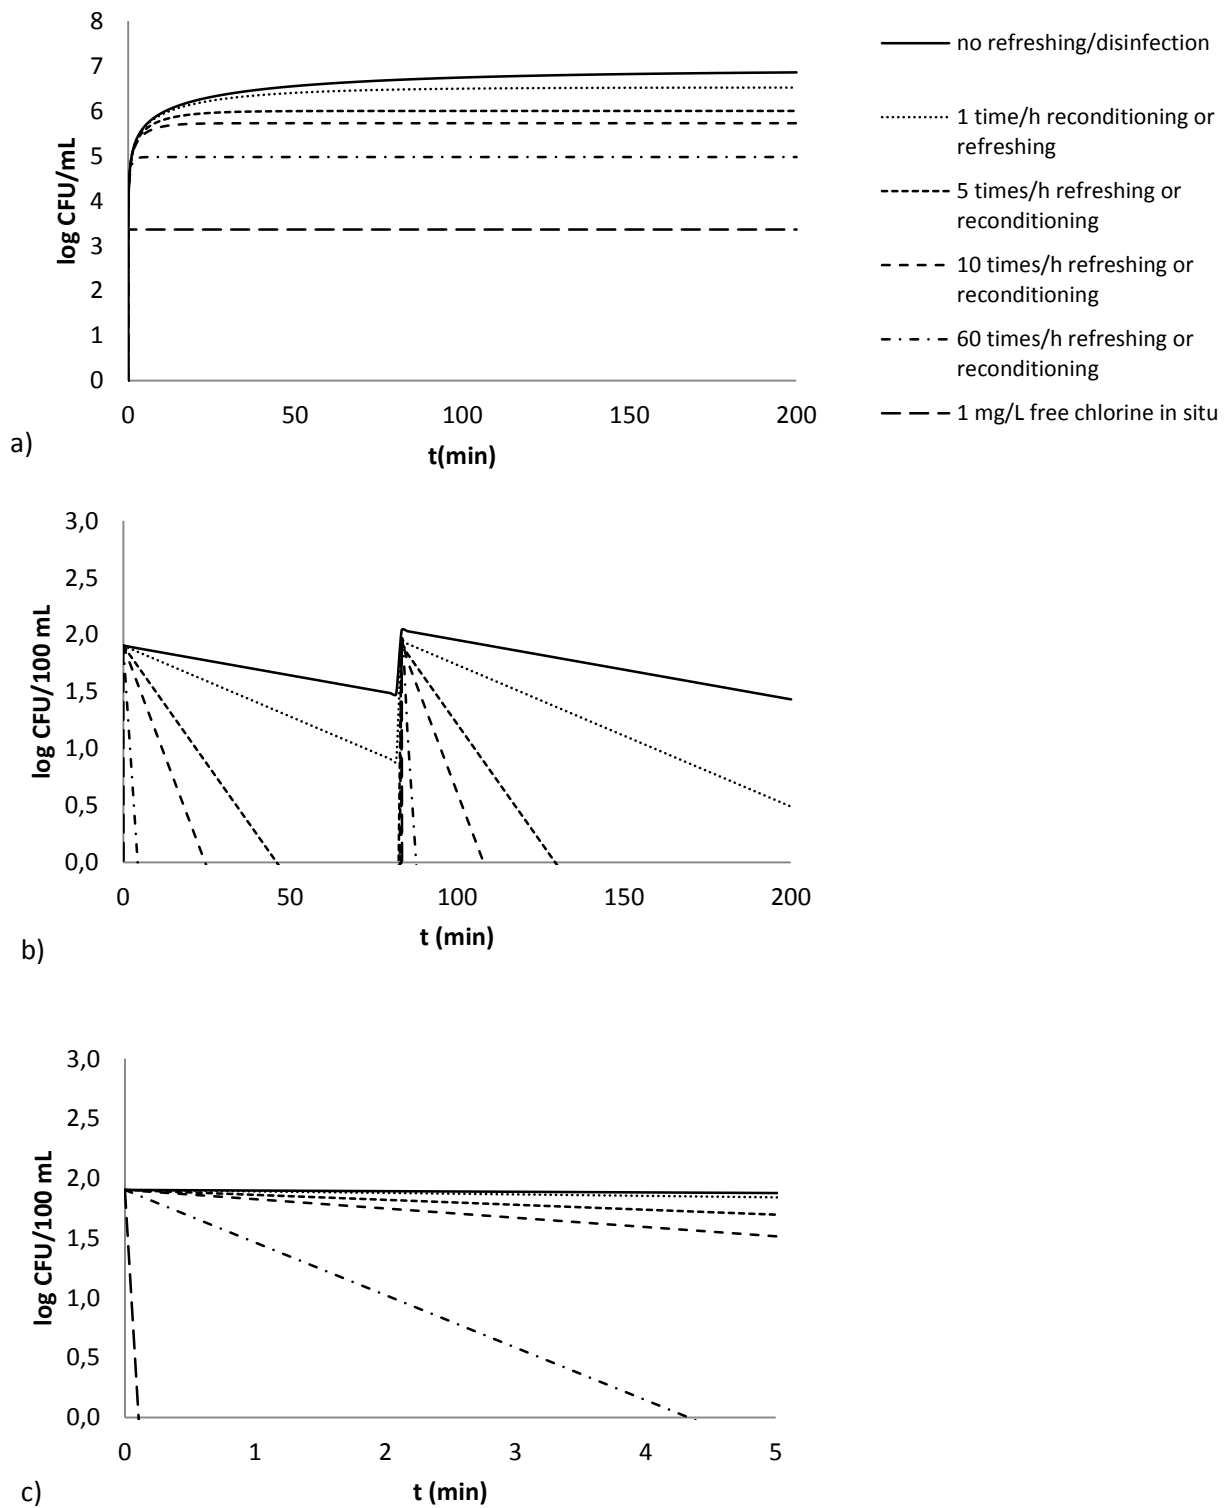 8
7
6
5
4
3
2
1
0
log CFU/mL
0 50 100 150 200
t(min)
a)
no refreshing/disinfection
1 time/h reconditioning or
refreshing
5 times/h refreshing or
reconditioning
10 times/h refreshing or
reconditioning
60 times/h refreshing or
reconditioning
1 mg/L free chlorine in situ
3,0
2,5
2,0
1,5
1,0
0,5
0,0
log CFU/100 mL
0 50 100 150 200
t (min)
b)
3,0
2,5
2,0
1,5
1,0
0,5
0,0
log CFU/100 mL
0 1 2 3 4 5
t (min)
c)